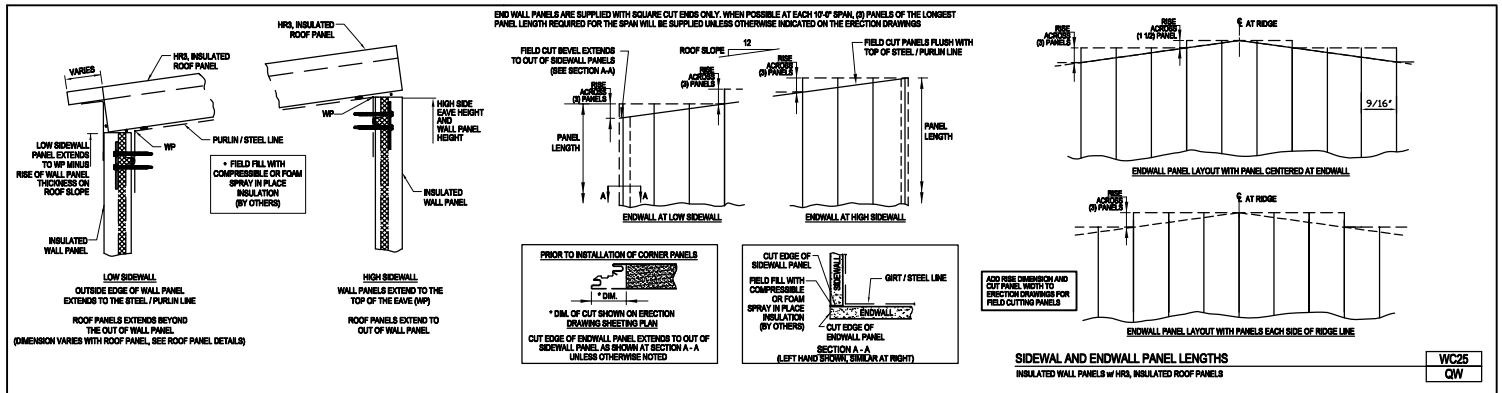 HR3, INSULATED
ROOF PANEL
VARIES
PURLIN / STEEL LINE
WP
LOW SIDEWALL
PANEL EXTENDS
TO WP MINUS
RISE OF WALL PANEL
THICKNESS ON
ROOF SLOPE
* FIELD FILL WITH
COMPRESSIBLE OR FOAM
SPRAY IN PLACE
INSULATION
(BY OTHERS)
INSULATED
WALL PANEL
LOW SIDEWALL
OUTSIDE EDGE OF WALL PANEL
EXTENDS TO THE STEEL / PURLIN LINE
ROOF PANELS EXTENDS BEYOND
THE OUT OF WALL PANEL
(DIMENSION VARIES WITH ROOF PANEL, SEE ROOF PANEL DETAILS)
HR3, INSULATED
ROOF PANEL
WP
HIGH SIDE
EAVE HEIGHT
AND
WALL PANEL
HEIGHT
INSULATED
WALL PANEL
HIGH SIDEWALL
WALL PANELS EXTEND TO THE
TOP OF THE EAVE (WP)
ROOF PANELS EXTEND TO
OUT OF WALL PANEL
END WALL PANELS ARE SUPPLIED WITH SQUARE CUT ENDS ONLY. WHEN POSSIBLE AT EACH 10'-0" SPAN, (3) PANELS OF THE LONGEST
PANEL LENGTH REQUIRED FOR THE SPAN WILL BE SUPPLIED UNLESS OTHERWISE INDICATED ON THE ERECTION DRAWINGS
FIELD CUT BEVEL EXTENDS
TO OUT OF SIDEWALL PANELS
(SEE SECTION A-A)
12
ROOF SLOPE
FIELD CUT PANELS FLUSH WITH
TOP OF STEEL / PURLIN LINE
RISE
ACROSS
(3) PANELS
RISE
ACROSS
(3) PANELS
RISE
ACROSS
(3) PANELS
PANEL
LENGTH
A A
ENDWALL AT LOW SIDEWALL
PANEL
LENGTH
ENDWALL AT HIGH SIDEWALL
PRIOR TO INSTALLATION OF CORNER PANELS
* DIM.
* DIM. OF CUT SHOWN ON ERECTION
DRAWING SHEETING PLAN
CUT EDGE OF ENDWALL PANEL EXTENDS TO OUT OF
SIDEWALL PANEL AS SHOWN AT SECTION A - A
UNLESS OTHERWISE NOTED
CUT EDGE OF
SIDEWALL PANEL
FIELD FILL WITH
COMPRESSIBLE
OR FOAM
SPRAY IN PLACE
INSULATION
(BY OTHERS)
SIDEWALL
GIRT / STEEL LINE
ENDWALL
CUT EDGE OF
ENDWALL PANEL
SECTION A - A
(LEFT HAND SHOWN, SIMILAR AT RIGHT)
RISE
ACROSS
(3) PANELS
RISE
ACROSS
(1 1/2) PANELS
℄ AT RIDGE
9/16"
ENDWALL PANEL LAYOUT WITH PANEL CENTERED AT ENDWALL
RISE
ACROSS
(3) PANELS
℄ AT RIDGE
ADD RISE DIMENSION AND
CUT PANEL WIDTH TO
ERECTION DRAWINGS FOR
FIELD CUTTING PANELS
ENDWALL PANEL LAYOUT WITH PANELS EACH SIDE OF RIDGE LINE
SIDEWAL AND ENDWALL PANEL LENGTHS
INSULATED WALL PANELS w/ HR3, INSULATED ROOF PANELS
WC25
QW